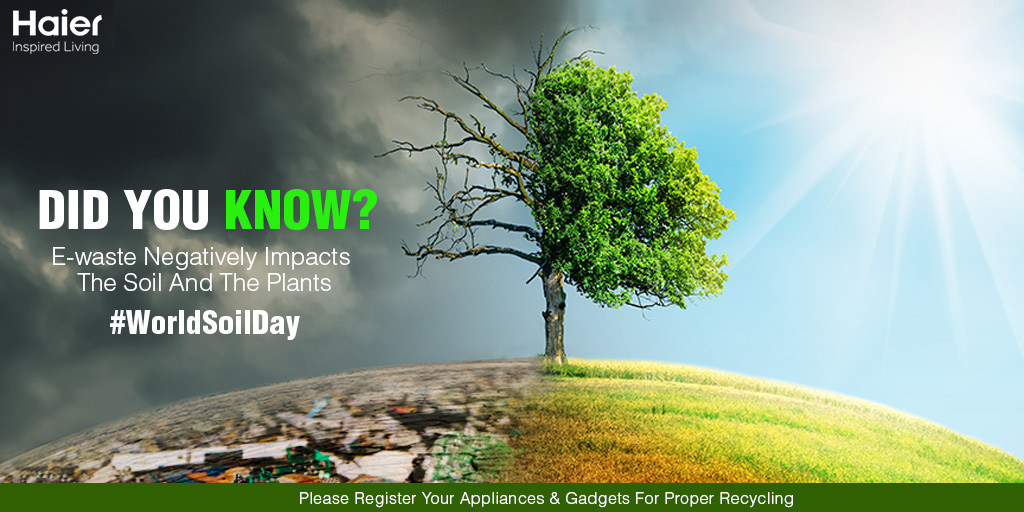 Haier
Inspired Living
DID YOU KNOW?
E-waste Negatively Impacts
The Soil And The Plants
#WorldSoilDay
Please Register Your Appliances & Gadgets For Proper Recycling